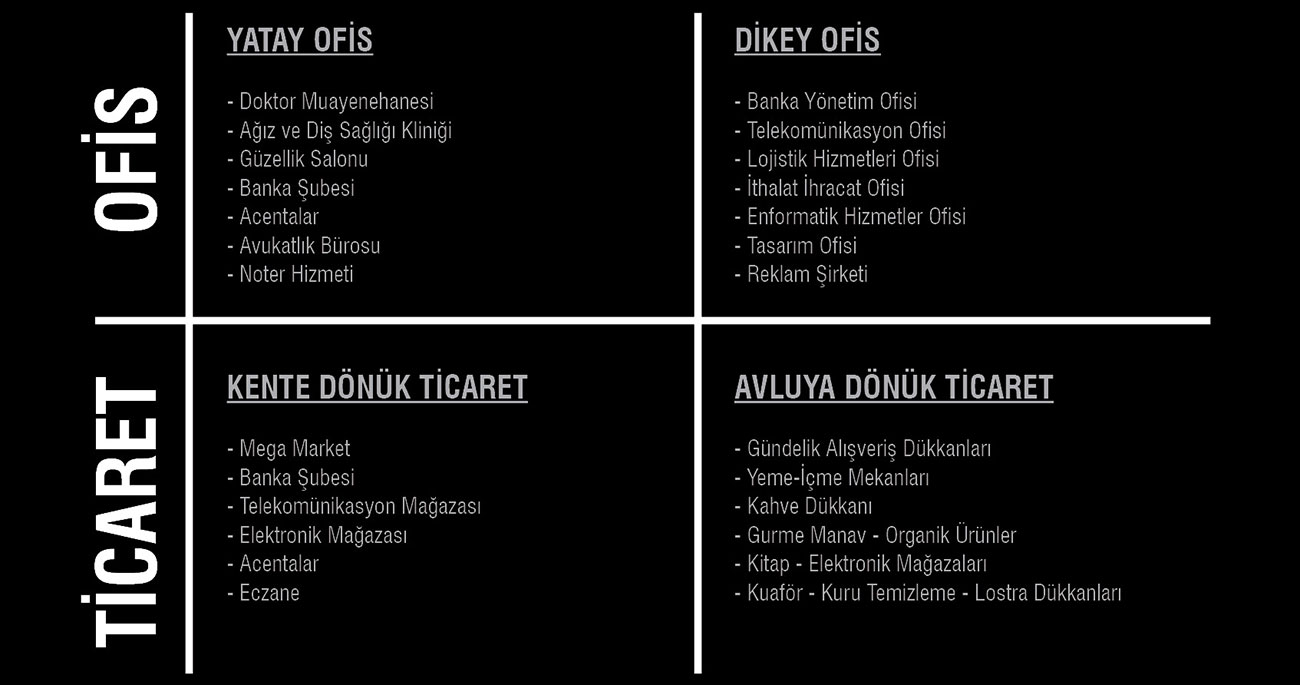 OFİS
YATAY OFİS
- Doktor Muayenehanesi
- Ağız ve Diş Sağlığı Kliniği
- Güzellik Salonu
- Banka Şubesi
- Acentalar
- Avukatlık Bürosu
- Noter Hizmeti
DİKEY OFİS
- Banka Yönetim Ofisi
- Telekomünikasyon Ofisi
- Lojistik Hizmetleri Ofisi
- İthalat İhracat Ofisi
- Enformatik Hizmetler Ofisi
- Tasarım Ofisi
- Reklam Şirketi
TİCARET
KENTE DÖNÜK TİCARET
- Mega Market
- Banka Şubesi
- Telekomünikasyon Mağazası
- Elektronik Mağazası
- Acentalar
- Eczane
AVLUYA DÖNÜK TİCARET
- Gündelik Alışveriş Dükkanları
- Yeme-İçme Mekanları
- Kahve Dükkanı
- Gurme Manav - Organik Ürünler
- Kitap - Elektronik Mağazaları
- Kuaför - Kuru Temizleme - Lostra Dükkanları